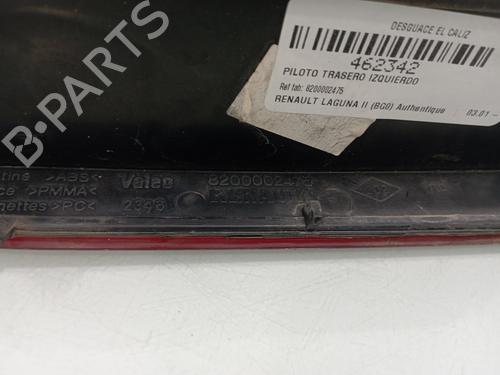 DESGUACE EL CALIZ
462342
PILOTO TRASERO IZQUIERDO
Ref fab: 8200002475
RENAULT LAGUNA II (BG0) Authentique 03.01 -
>ABS< Valeo 8200002475
>PMMA< RENAULT
>PC< 2348
B-PARTS